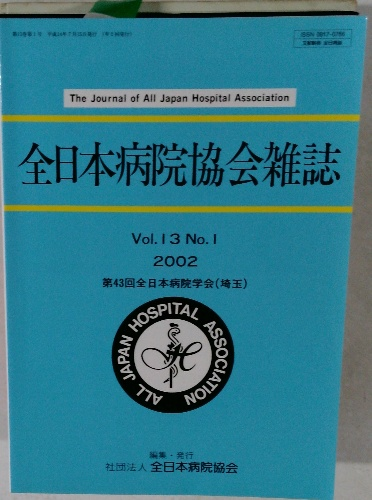 The Journal of All Japan Hospital Association
全日本病院協会雑誌
Vol.13 No.1
2002
第43回全日本病院学会(埼玉)
ALL JAPAN HOSPITAL ASSOCIATION
編集・発行
社団法人 全日本病院協会